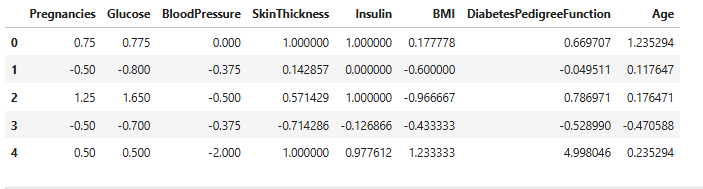 Pregnancies Glucose BloodPressure SkinThickness Insulin BMI DiabetesPedigreeFunction Age
0 0.75 0.775 0.000 1.000000 1.000000 0.177778 0.669707 1.235294
1 -0.50 -0.800 -0.375 0.142857 0.000000 -0.600000 -0.049511 0.117647
2 1.25 1.650 -0.500 0.571429 1.000000 -0.966667 0.786971 0.176471
3 -0.50 -0.700 -0.375 -0.714286 -0.126866 -0.433333 -0.528990 -0.470588
4 0.50 0.500 -2.000 1.000000 0.977612 1.233333 4.998046 0.235294